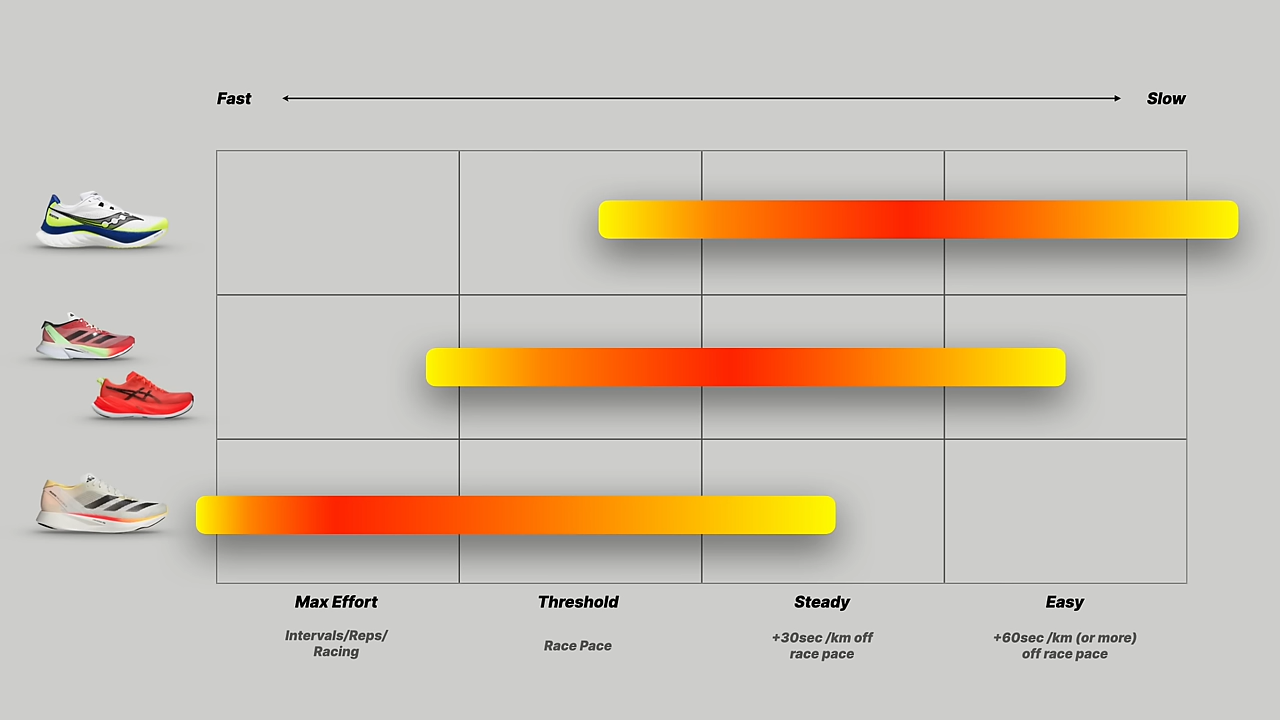 Fast
Slow
Max Effort
Threshold
Steady
Easy
Intervals/Reps/
Racing
Race Pace
+30sec /km off
race pace
+60sec /km (or more)
off race pace